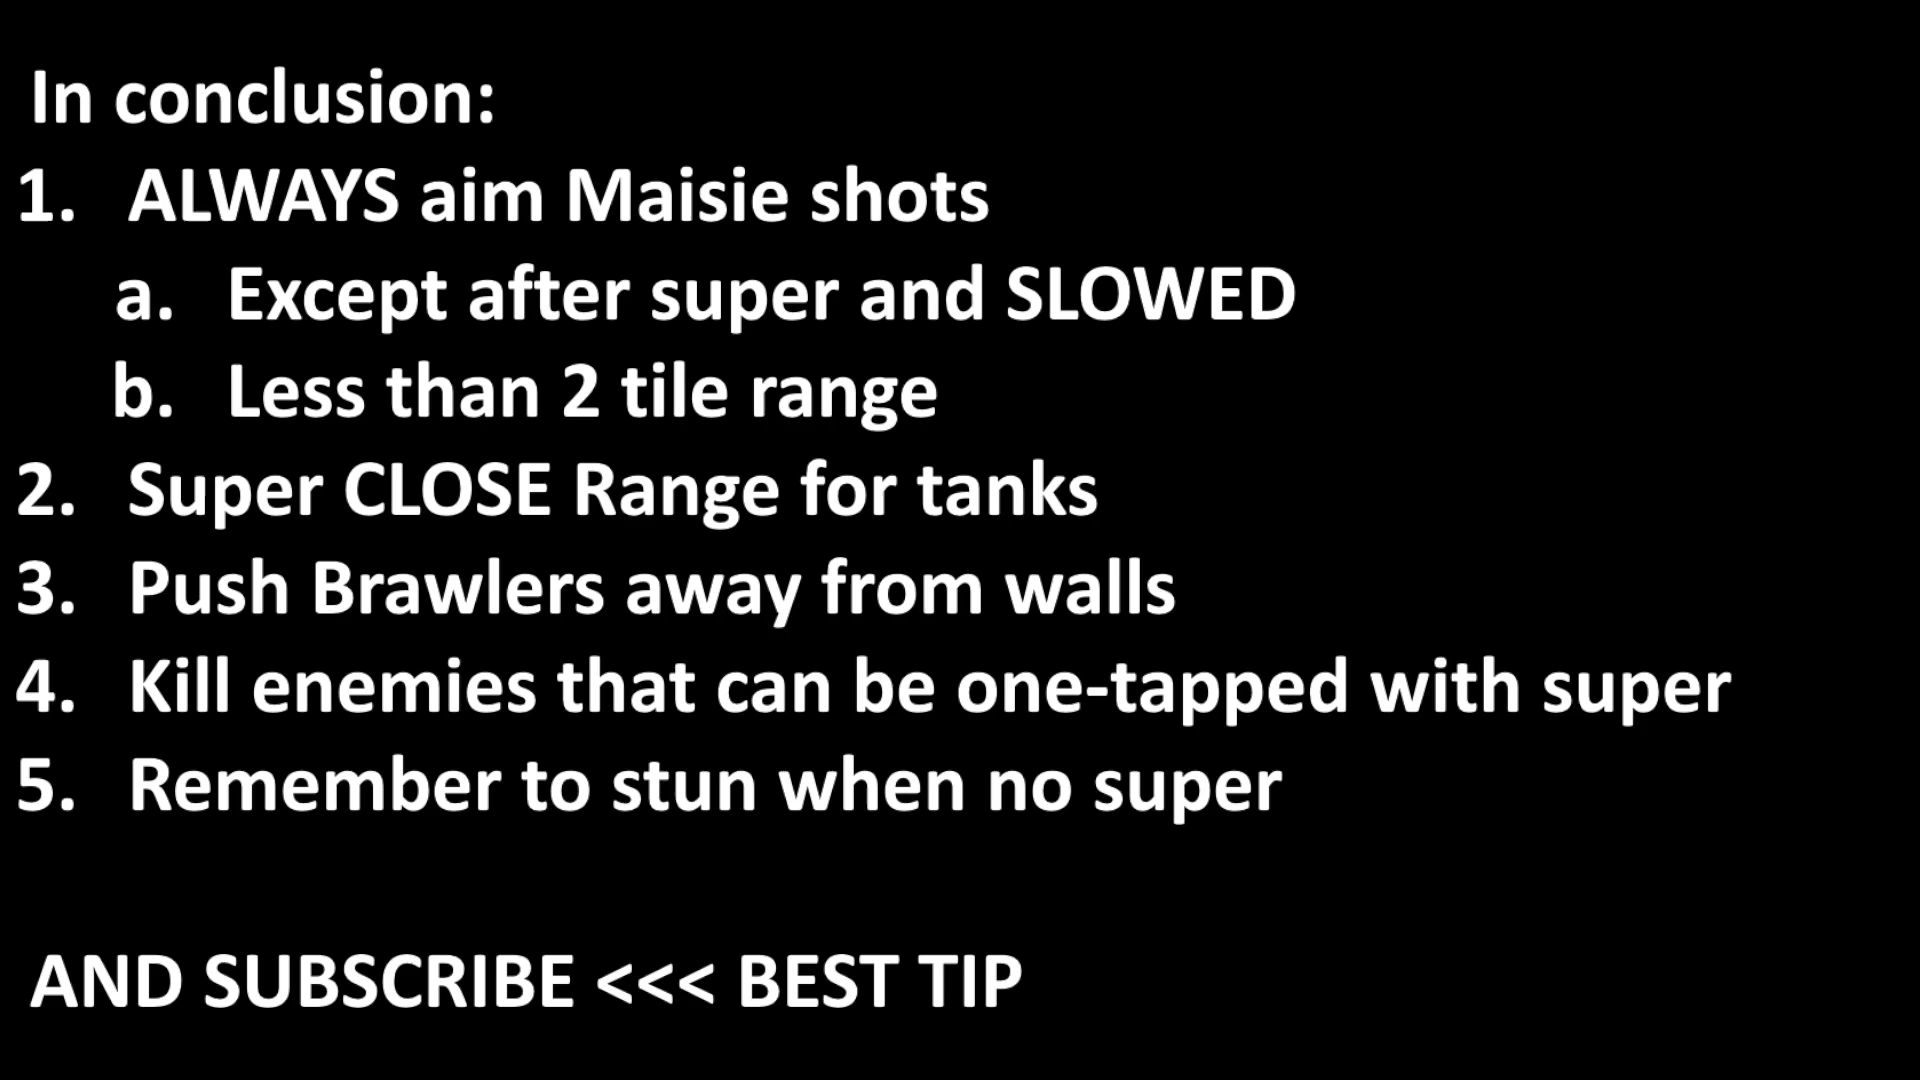 In conclusion:
1. ALWAYS aim Maisie shots
a. Except after super and SLOWED
b. Less than 2 tile range
2. Super CLOSE Range for tanks
3. Push Brawlers away from walls
4. Kill enemies that can be one-tapped with super
5. Remember to stun when no super
AND SUBSCRIBE <<< BEST TIP